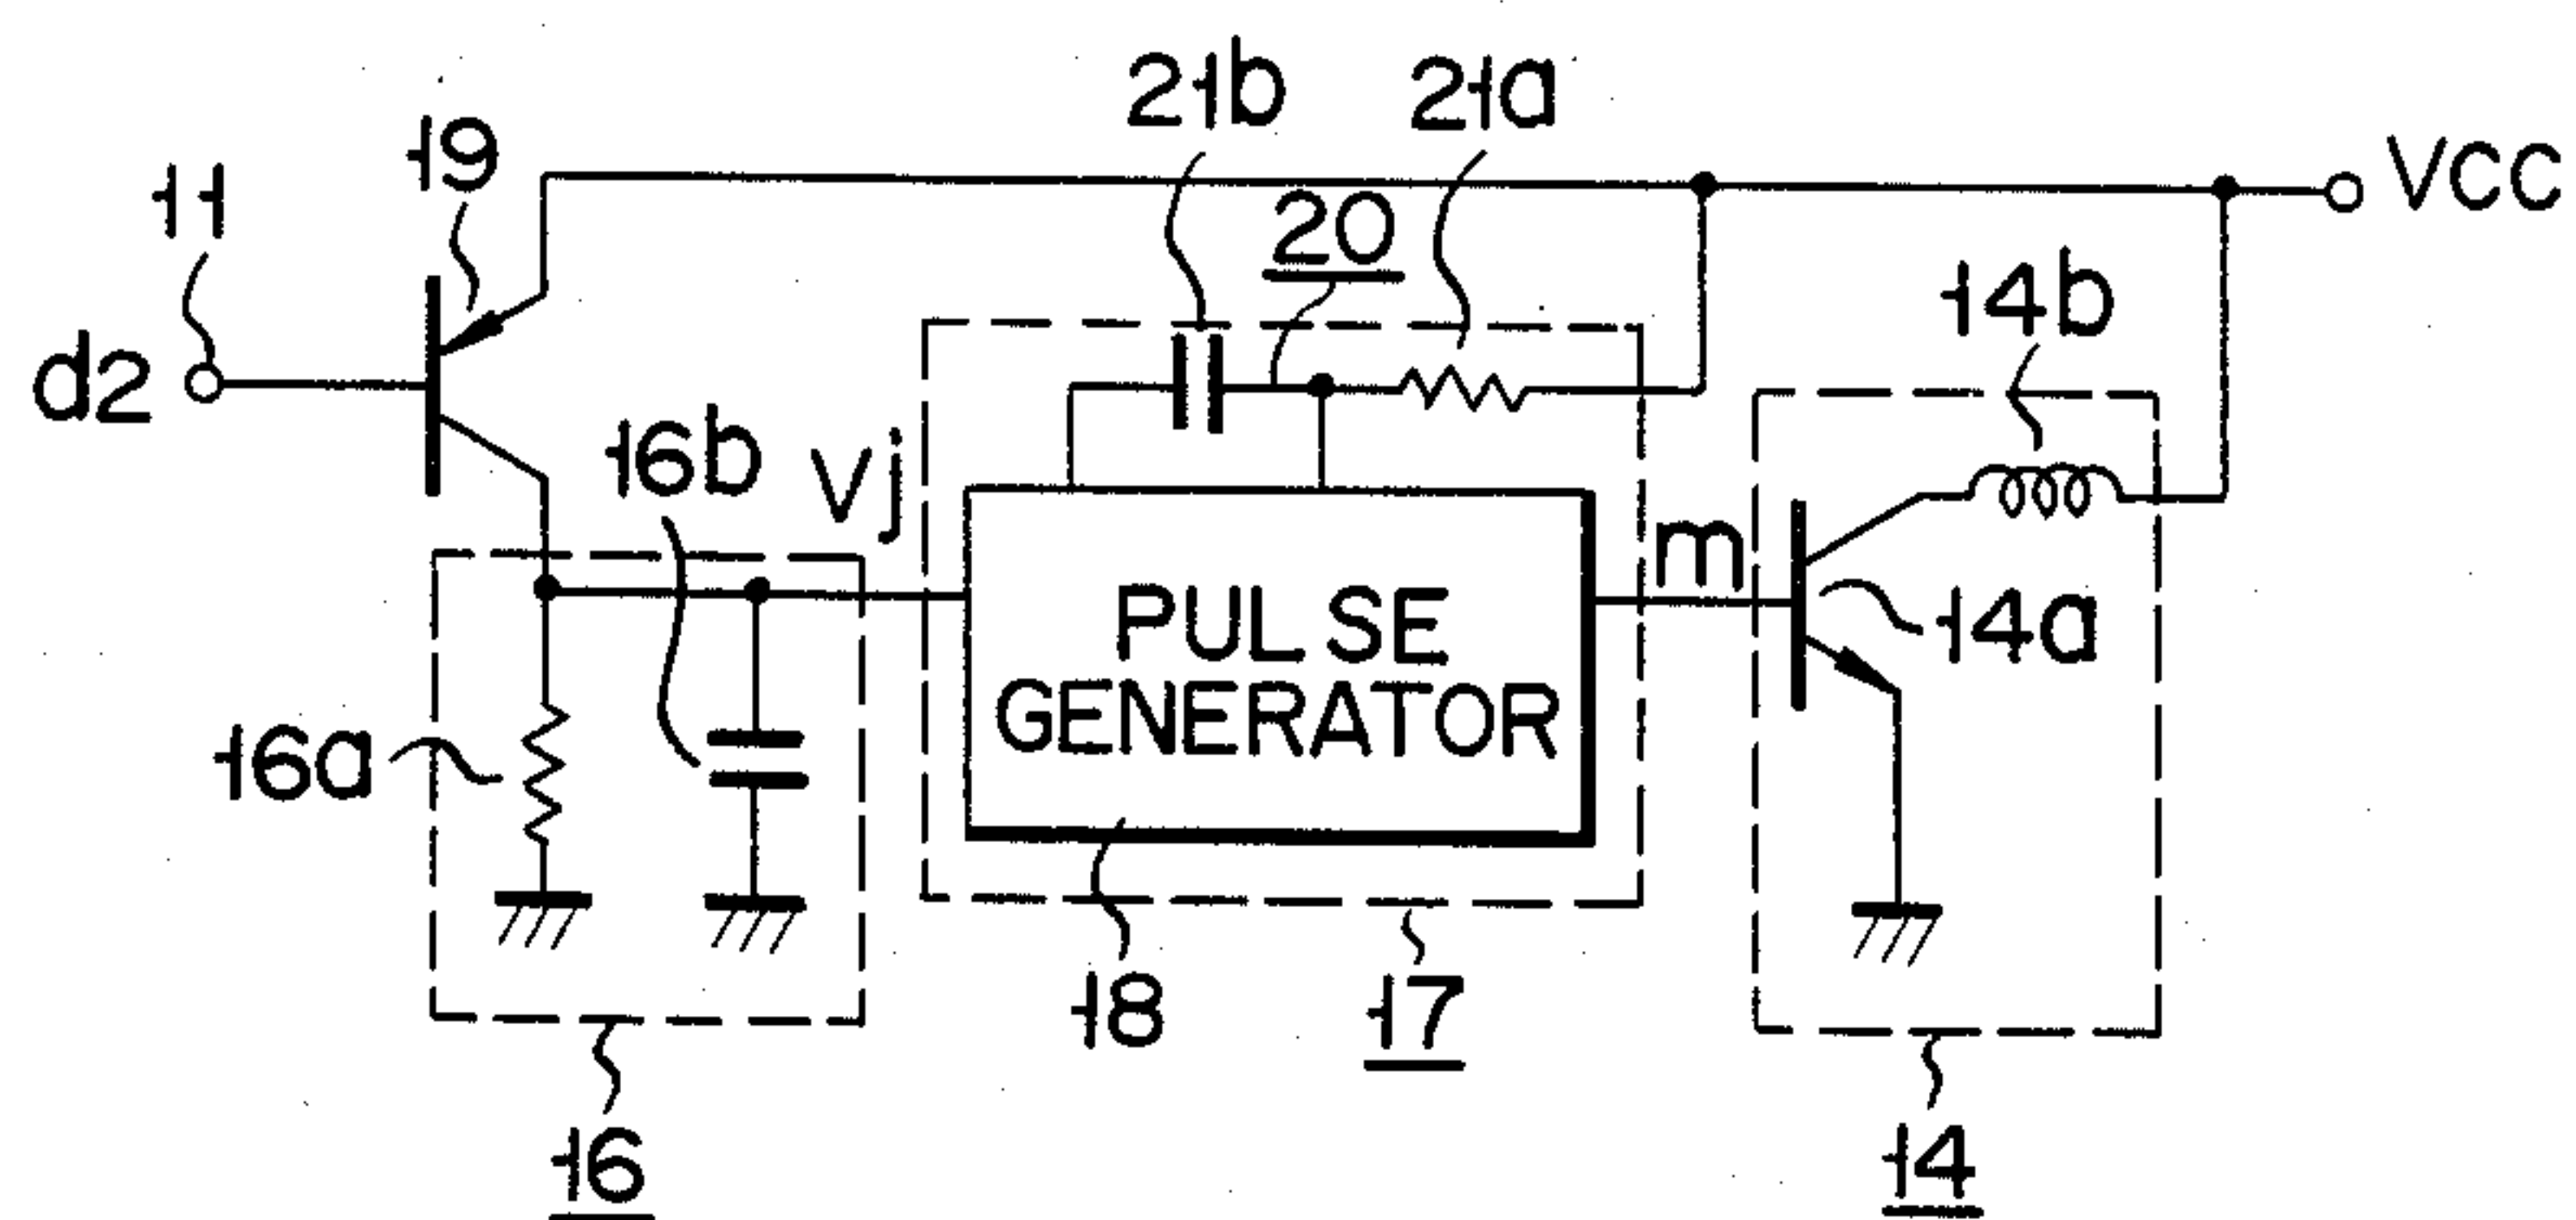 21b
21a
19
11
VCC
20
14b
d2
16b
Vj
m
PULSE
GENERATOR
14a
16a
18
17
16
14